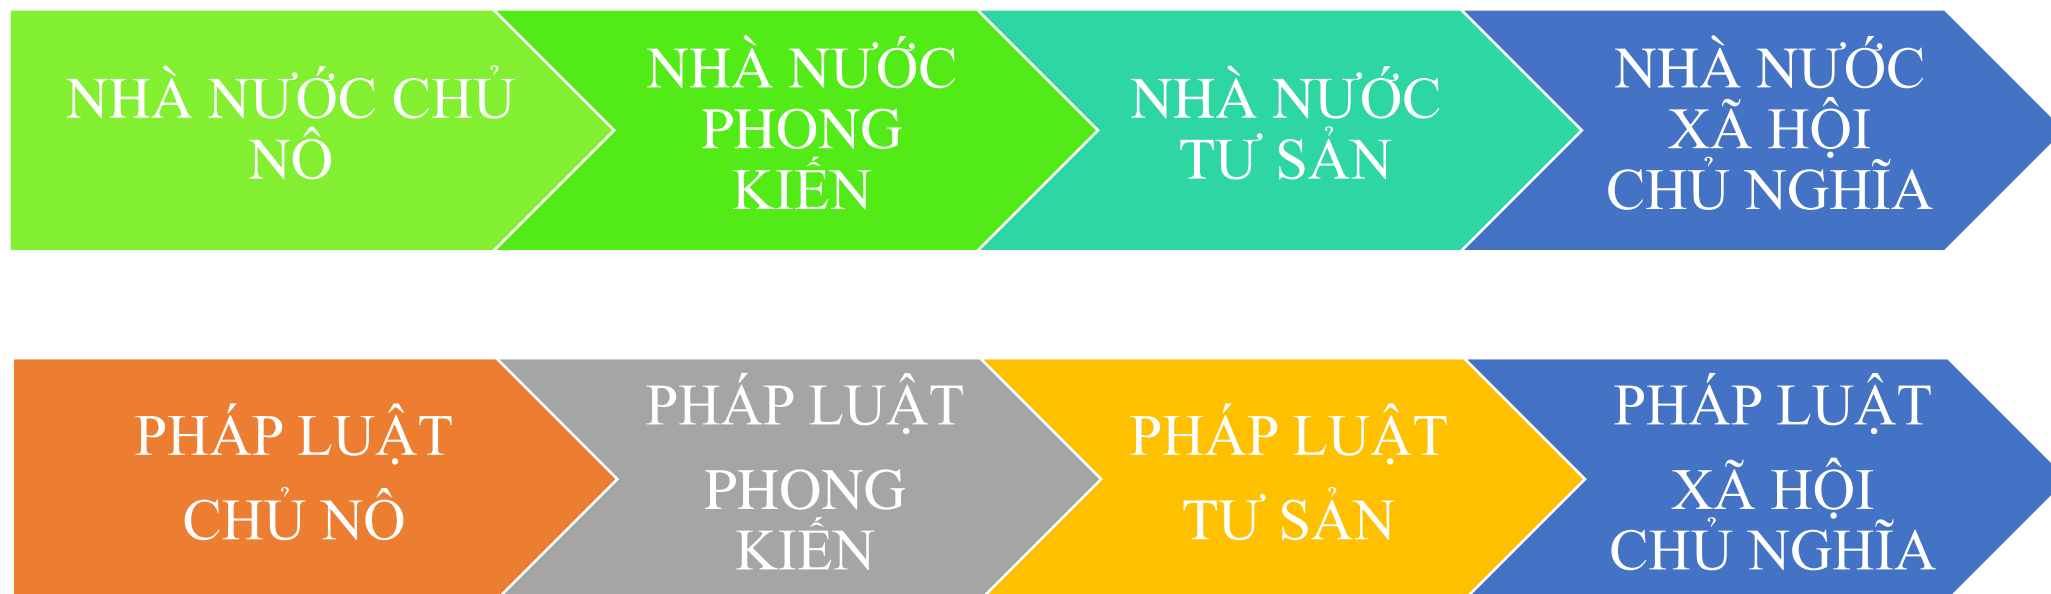 NHÀ NƯỚC CHỦ
NÔ
NHÀ NƯỚC
PHONG
KIẾN
NHÀ NƯỚC
TƯ SẢN
NHÀ NƯỚC
XÃ HỘI
CHỦ NGHĨA
PHÁP LUẬT
CHỦ NÔ
PHÁP LUẬT
PHONG
KIẾN
PHÁP LUẬT
TƯ SẢN
PHÁP LUẬT
XÃ HỘI
CHỦ NGHĨA